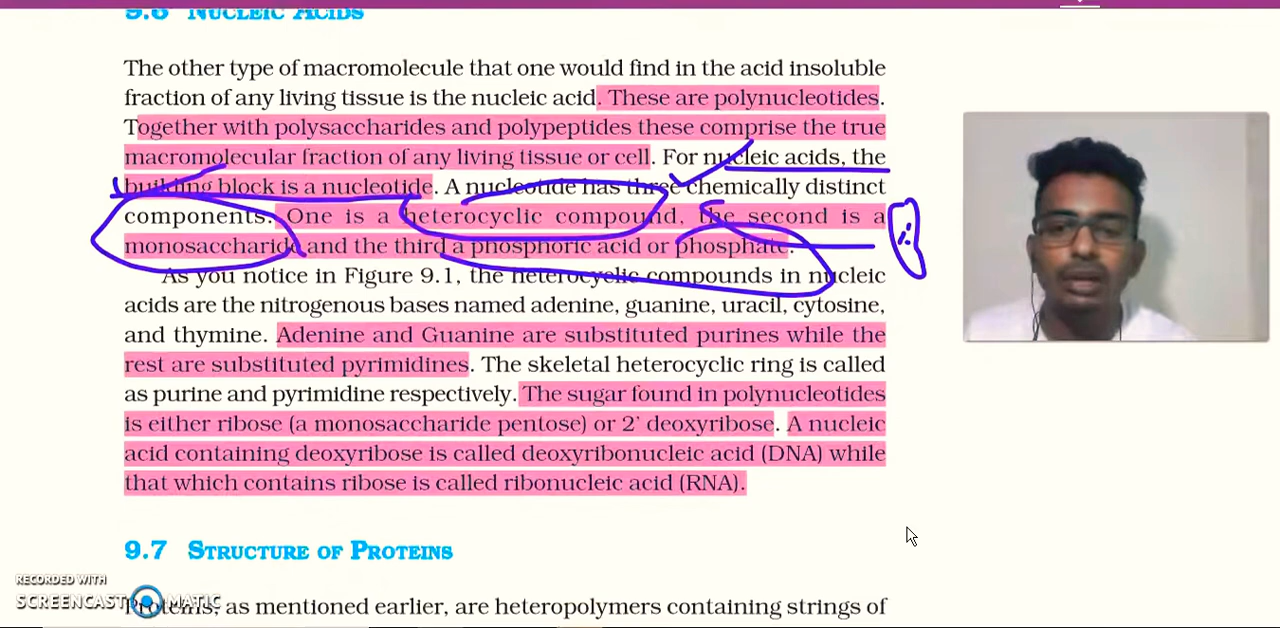 9.6 NUCLEIC ACIDS
The other type of macromolecule that one would find in the acid insoluble
fraction of any living tissue is the nucleic acid. These are polynucleotides.
Together with polysaccharides and polypeptides these comprise the true
macromolecular fraction of any living tissue or cell. For nucleic acids, the
building block is a nucleotide. A nucleotide has three chemically distinct
components. One is a heterocyclic compound, the second is a
monosaccharide and the third a phosphoric acid or phosphate.
As you notice in Figure 9.1, the heterocyclic compounds in nucleic
acids are the nitrogenous bases named adenine, guanine, uracil, cytosine,
and thymine. Adenine and Guanine are substituted purines while the
rest are substituted pyrimidines. The skeletal heterocyclic ring is called
as purine and pyrimidine respectively. The sugar found in polynucleotides
is either ribose (a monosaccharide pentose) or 2' deoxyribose. A nucleic
acid containing deoxyribose is called deoxyribonucleic acid (DNA) while
that which contains ribose is called ribonucleic acid (RNA).
9.7 STRUCTURE OF PROTEINS
RECORDED WITH
SCREENCAST MATIC
Proteins, as mentioned earlier, are heteropolymers containing strings of